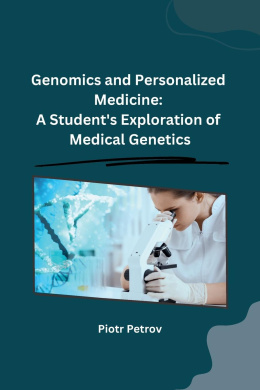 Genomics and Personalized
Medicine:
A Student's Exploration of
Medical Genetics
Piotr Petrov